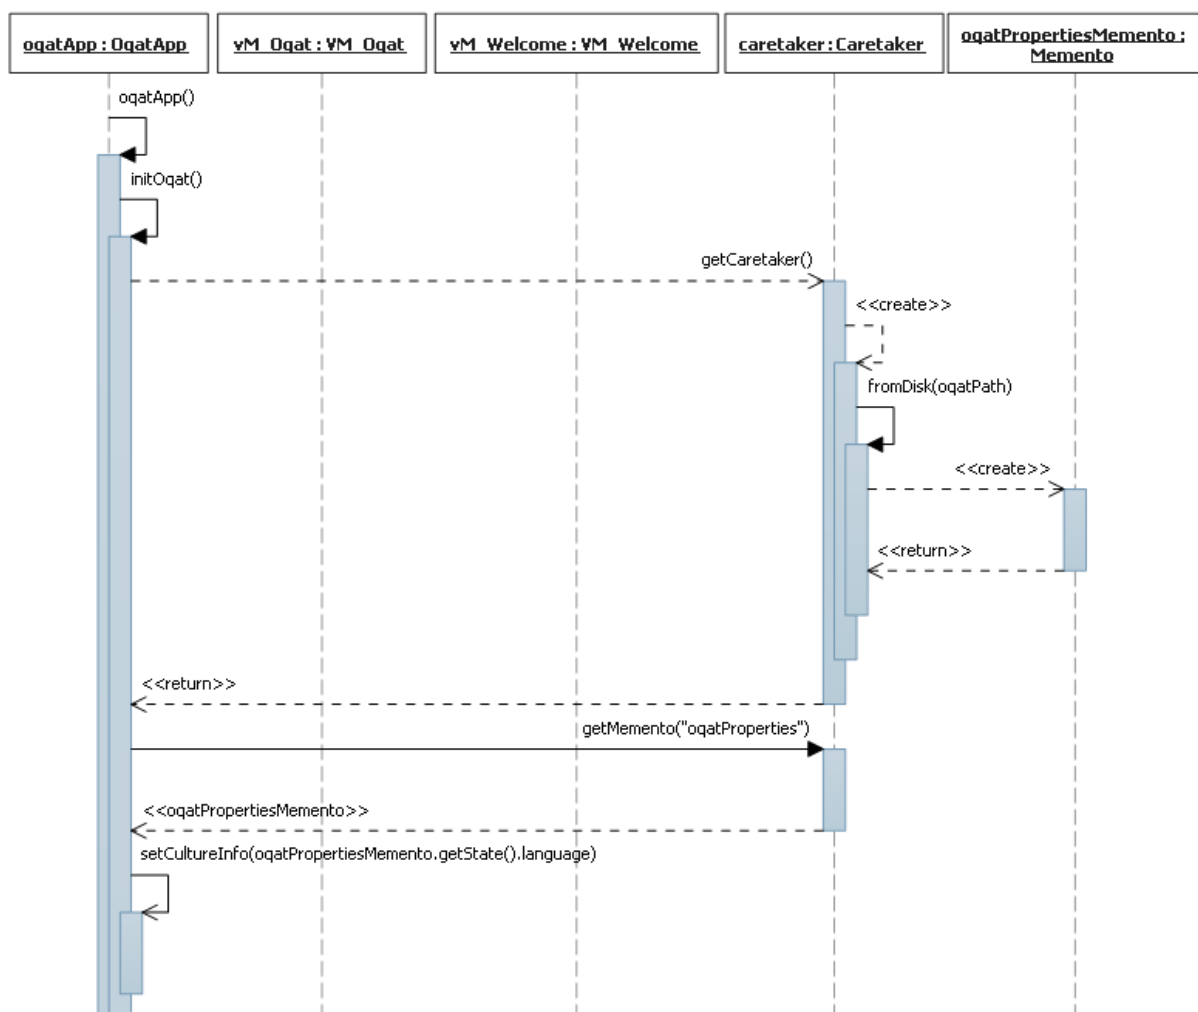 oqatApp : OqatApp
vM_Oqat : VM_Oqat
vM_Welcome : VM_Welcome
caretaker : Caretaker
oqatPropertiesMemento :
Memento
oqatApp()
initOqat()
getCaretaker()
<<create>>
fromDisk(oqatPath)
<<create>>
<<return>>
<<return>>
getMemento("oqatProperties")
<<oqatPropertiesMemento>>
setCultureInfo(oqatPropertiesMemento.getState().language)